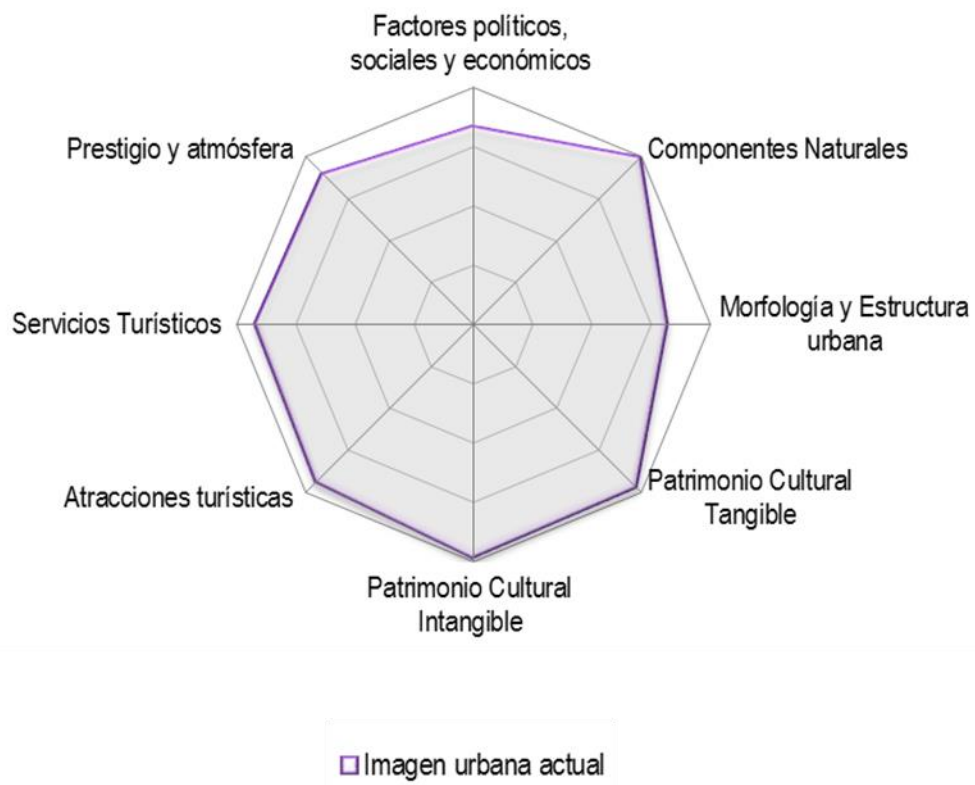 Factores políticos,
sociales y económicos
Prestigio y atmósfera
Componentes Naturales
Servicios Turísticos
Morfología y Estructura
urbana
Atracciones turísticas
Patrimonio Cultural
Tangible
Patrimonio Cultural
Intangible
Imagen urbana actual